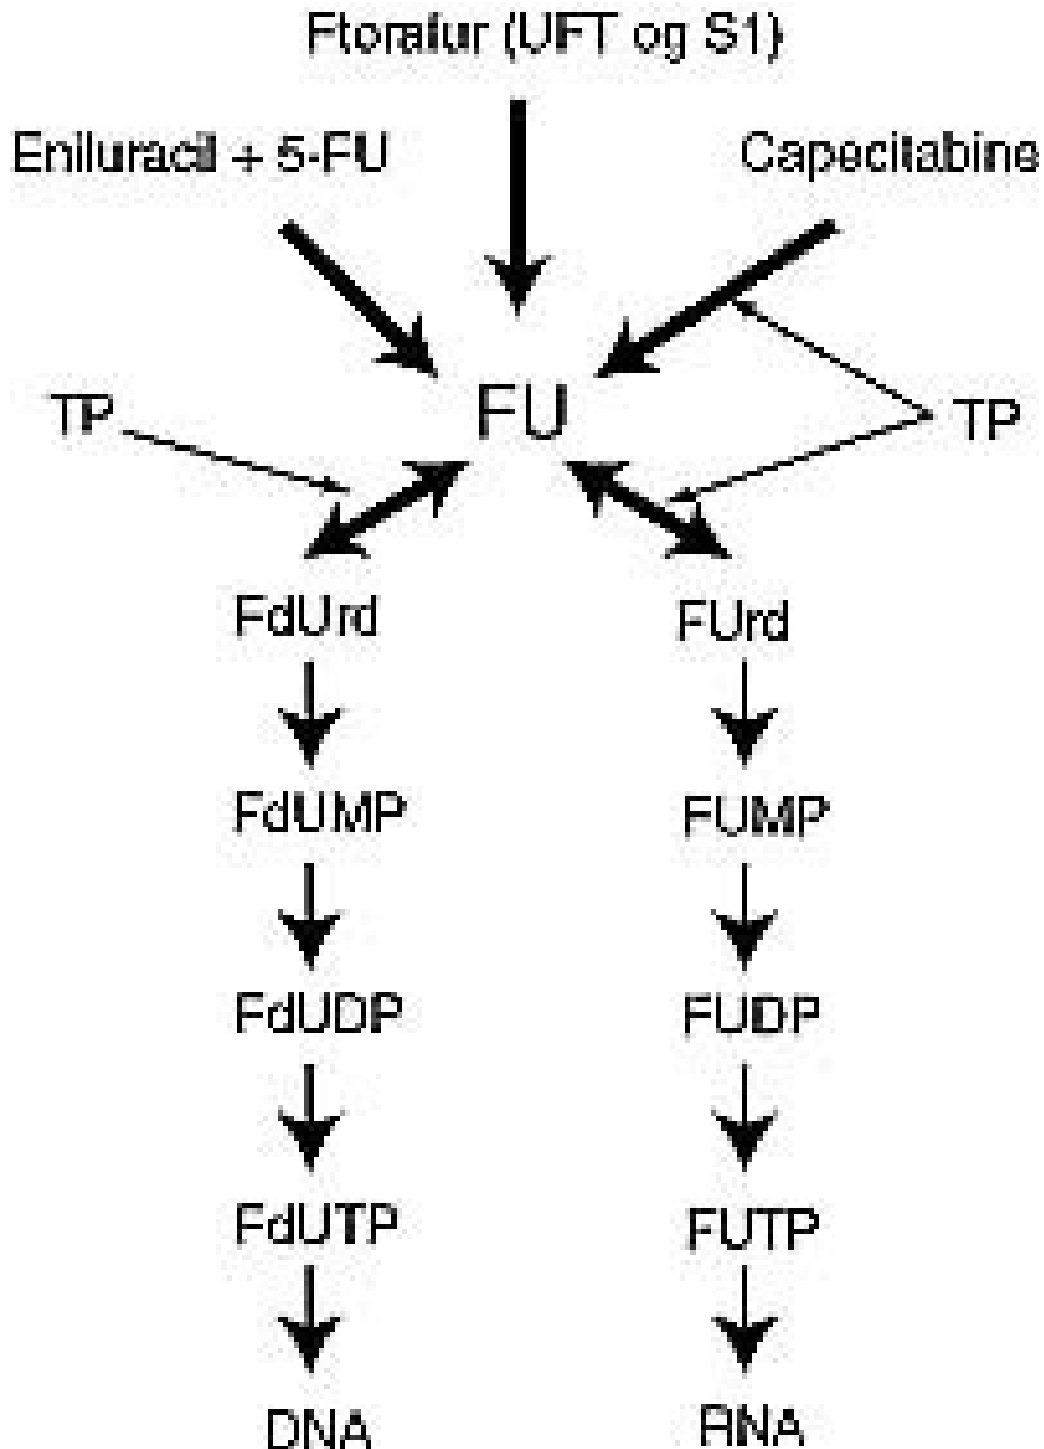 Ftorafur (UFT og S1)
Eniluracil + 5-FU
Capecitabine
FU
TP
TP
FdUrd
FUrd
FdUMP
FUMP
FdUDP
FUDP
FdUTP
FUTP
DNA
RNA